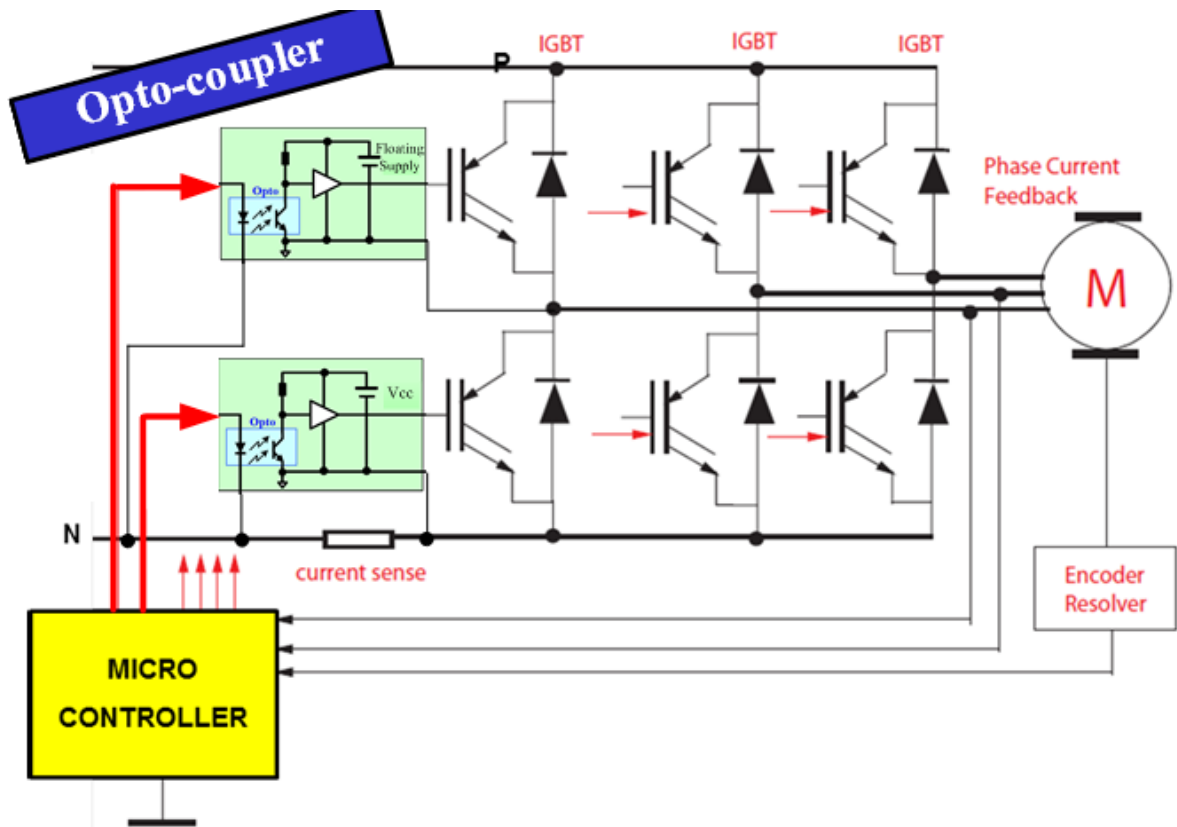 Opto-coupler
P
IGBT
IGBT
IGBT
Floating
Supply
Opto
Phase Current
Feedback
M
Vcc
Opto
N
current sense
Encoder
Resolver
MICRO
CONTROLLER